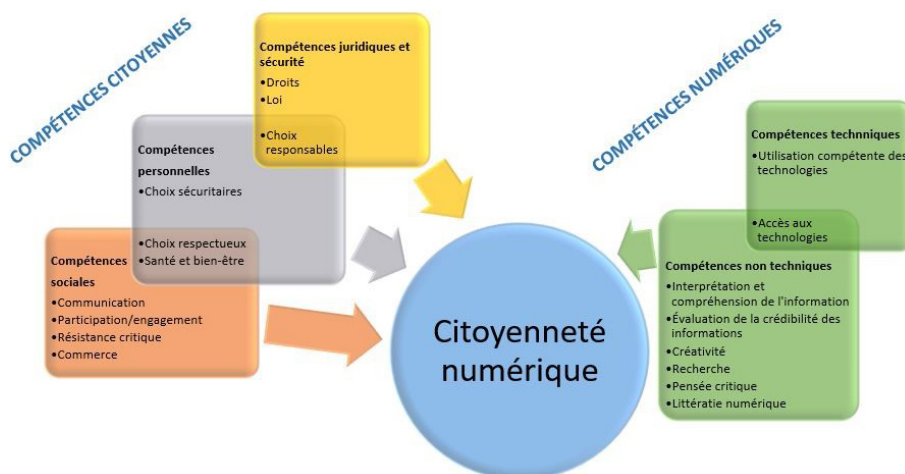 COMPÉTENCES CITOYENNES
Compétences juridiques et
sécurité
•Droits
•Loi
•Choix
responsables
Compétences
personnelles
•Choix sécuritaires
•Choix respectueux
•Santé et bien-être
Compétences
sociales
•Communication
•Participation/engagement
•Résistance critique
•Commerce
Citoyenneté
numérique
COMPÉTENCES NUMÉRIQUES
Compétences technniques
•Utilisation compétente des
technologies
•Accès aux
technologies
Compétences non techniques
•Interprétation et
compréhension de l'information
•Évaluation de la crédibilité des
informations
•Créativité
•Recherche
•Pensée critique
•Littératie numérique